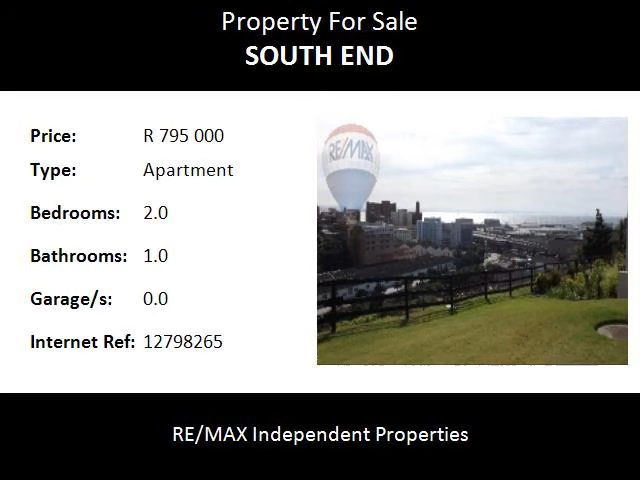 Property For Sale
SOUTH END
Price: R 795 000
Type: Apartment
Bedrooms: 2.0
Bathrooms: 1.0
Garage/s: 0.0
Internet Ref: 12798265
RE/MAX
RE/MAX Independent Properties